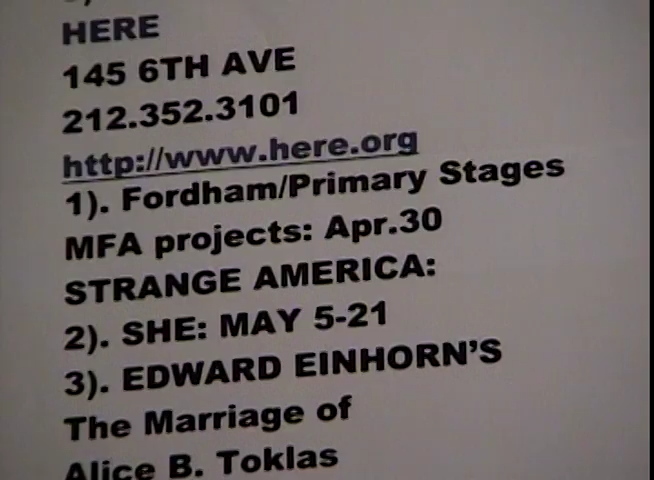 HERE
145 6TH AVE
212.352.3101
http://www.here.org
1). Fordham/Primary Stages
MFA projects: Apr.30
STRANGE AMERICA:
2). SHE: MAY 5-21
3). EDWARD EINHORN’S
The Marriage of
Alice B. Toklas